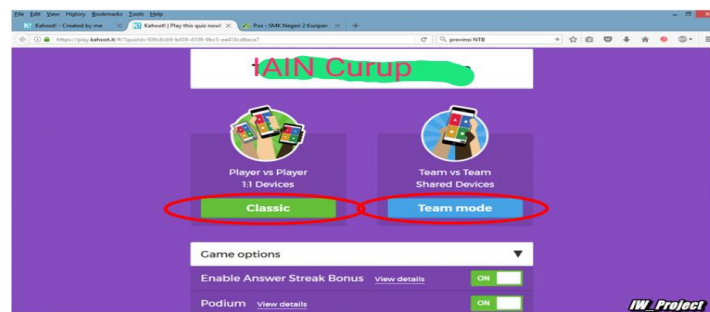 File Edit View History Bookmarks Tools Help
Kahoot! - Created by me
Kahoot! | Play this quiz now!
Pos - SMK Negeri 2 Kuripan
https://play.kahoot.it/#/?quizId=
provinsi NTB
IAIN Curup
Player vs Player
1:1 Devices
Classic
Team vs Team
Shared Devices
Team mode
Game options
Enable Answer Streak Bonus View details ON
Podium View details ON
IW_Project